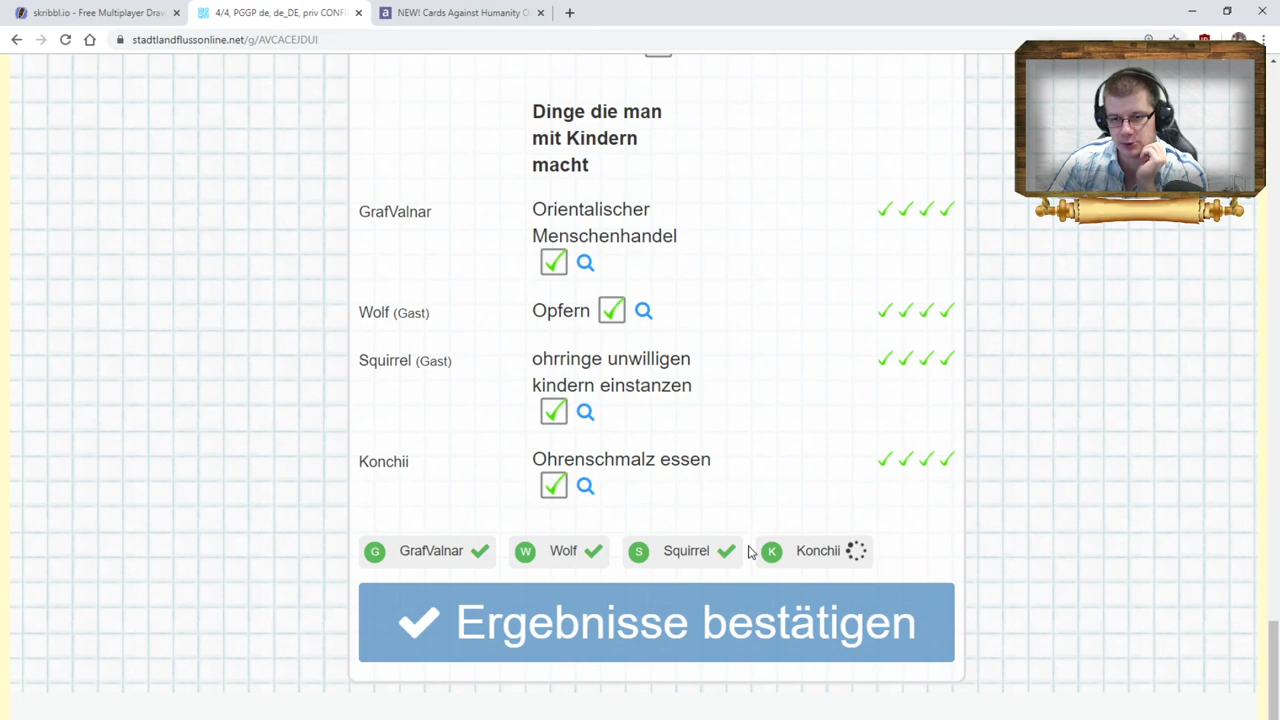 skribbl.io - Free Multiplayer Draw
4/4, PGGP de, de_DE, priv CONFI
NEW! Cards Against Humanity O
stadtlandflussonline.net/g/AVCACEJDUI
Dinge die man
mit Kindern
macht
GrafValnar
Orientalischer
Menschenhandel
Wolf (Gast)
Opfern
Squirrel (Gast)
ohrringe unwilligen
kindern einstanzen
Konchii
Ohrenschmalz essen
G GrafValnar W Wolf S Squirrel K Konchii
Ergebnisse bestätigen